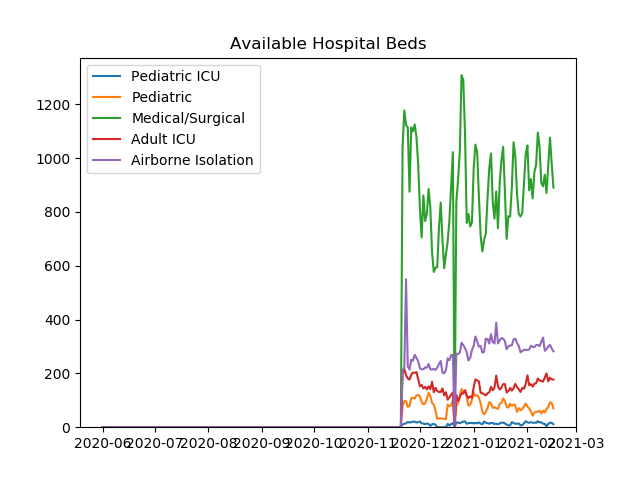 Available Hospital Beds
Pediatric ICU
Pediatric
Medical/Surgical
Adult ICU
Airborne Isolation
1200
1000
800
600
400
200
0
2020-06 2020-07 2020-08 2020-09 2020-10 2020-11 2020-12 2021-01 2021-02 2021-03